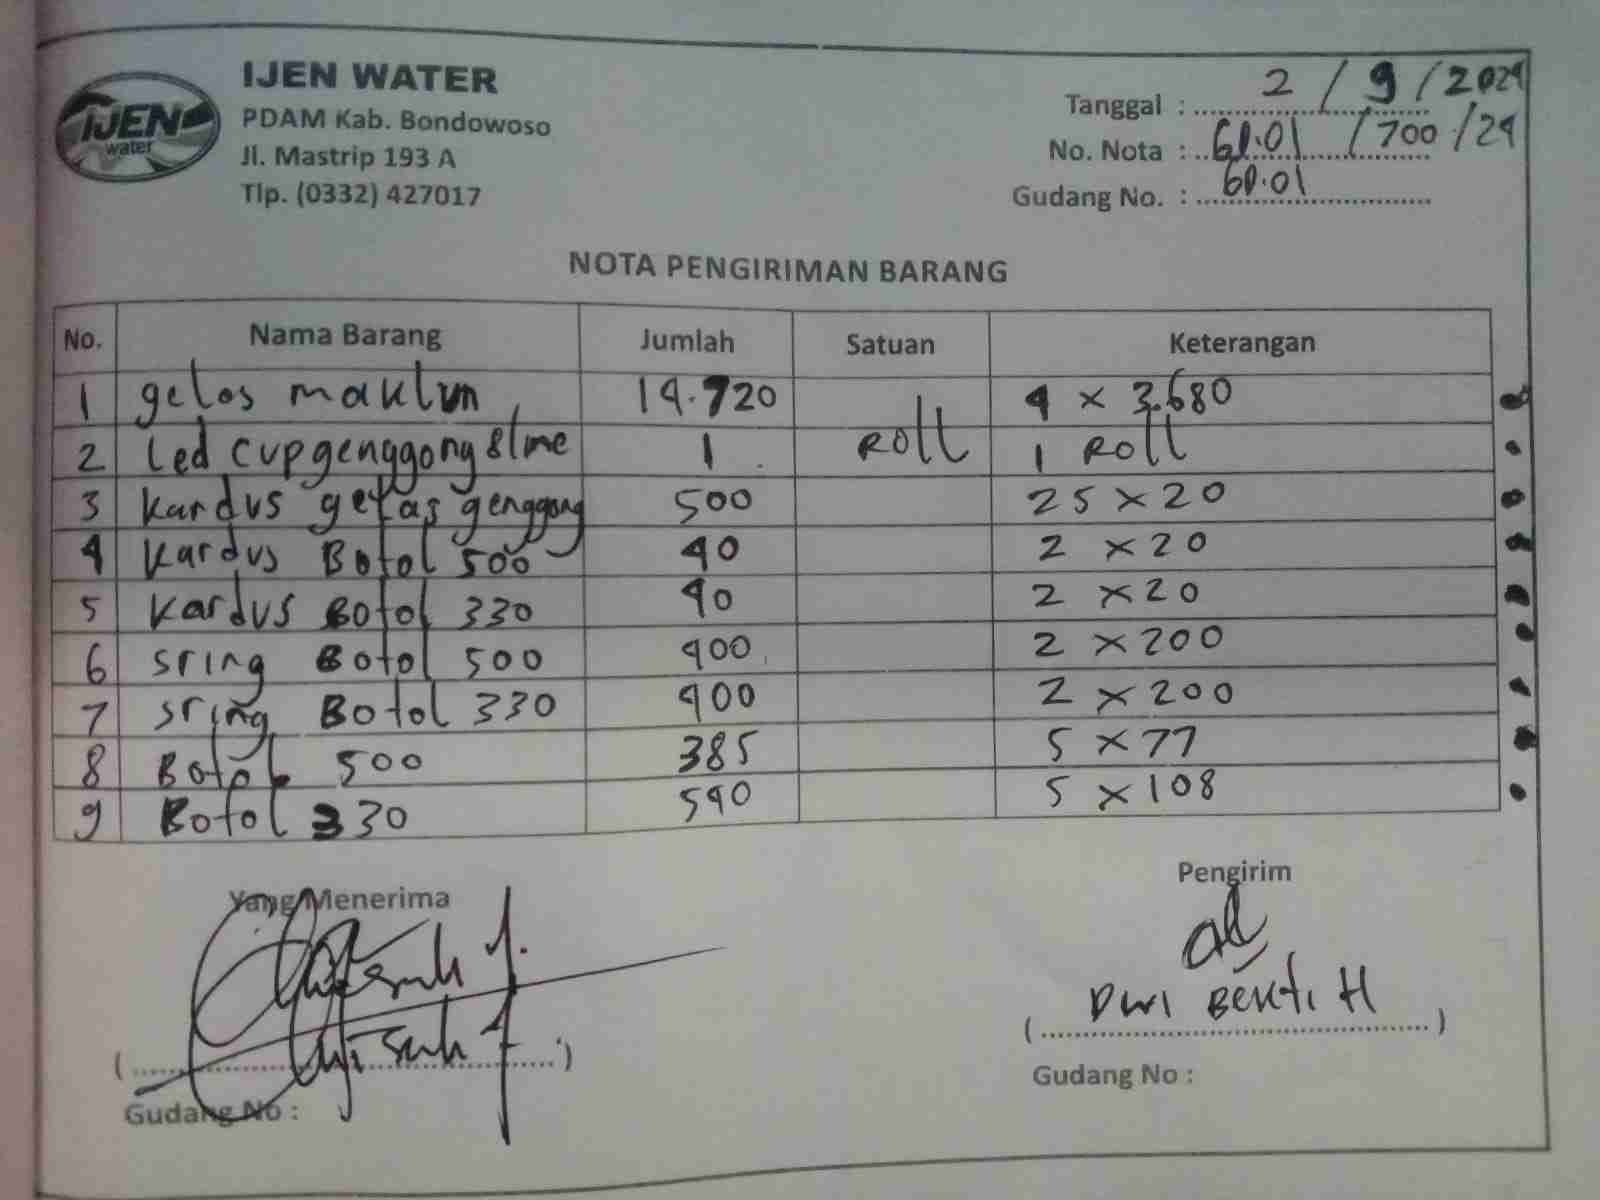 IJEN WATER
PDAM Kab. Bondowoso
Jl. Mastrip 193 A
Tlp. (0332) 427017
IJEN
water
Tanggal : 2 / 9 / 2024
No. Nota : 60.01 / 700 / 24
Gudang No. : 60.01
NOTA PENGIRIMAN BARANG
No. Nama Barang Jumlah Satuan Keterangan
1 gelas maklun 14.720 4 x 3.680
2 Led cup genggong 8 line 1 Roll 1 Roll
3 kardus gelas genggong 500 25 x 20
4 kardus Botol 500 40 2 x 20
5 kardus Botol 330 40 2 x 20
6 sring Botol 500 400 2 x 200
7 sring Botol 330 400 2 x 200
8 Botol 500 385 5 x 77
9 Botol 330 540 5 x 108
Yang Menerima
Pengirim
Dwi Bekti H
Gudang No :
Gudang No :